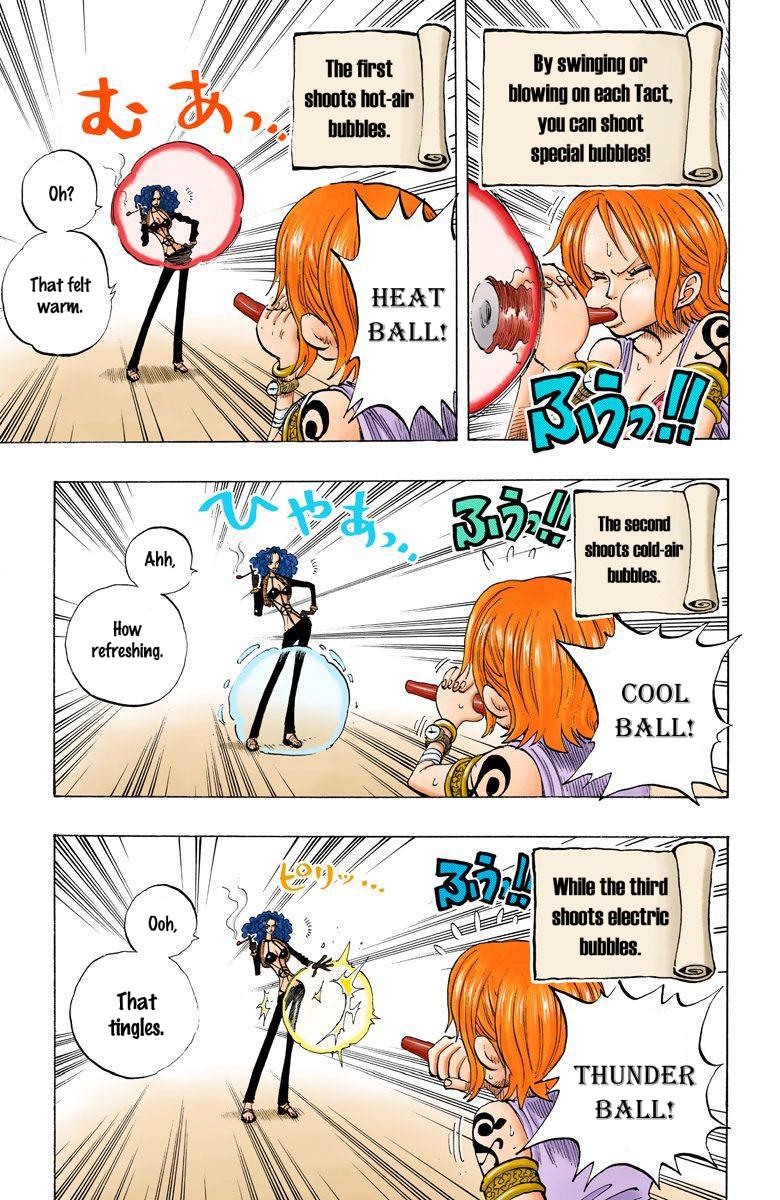 By swinging or
blowing on each Tact,
you can shoot
special bubbles!
ふうっ!!
The first
shoots hot-air
bubbles.
HEAT
BALL!
むあっ..
Oh?
That felt
warm.
The second
shoots cold-air
bubbles.
ふうっ!!
COOL
BALL!
ひやあっ...
Ahh,
How
refreshing.
While the third
shoots electric
bubbles.
ふうっ!!
THUNDER
BALL!
ピリッ...
Ooh,
That
tingles.